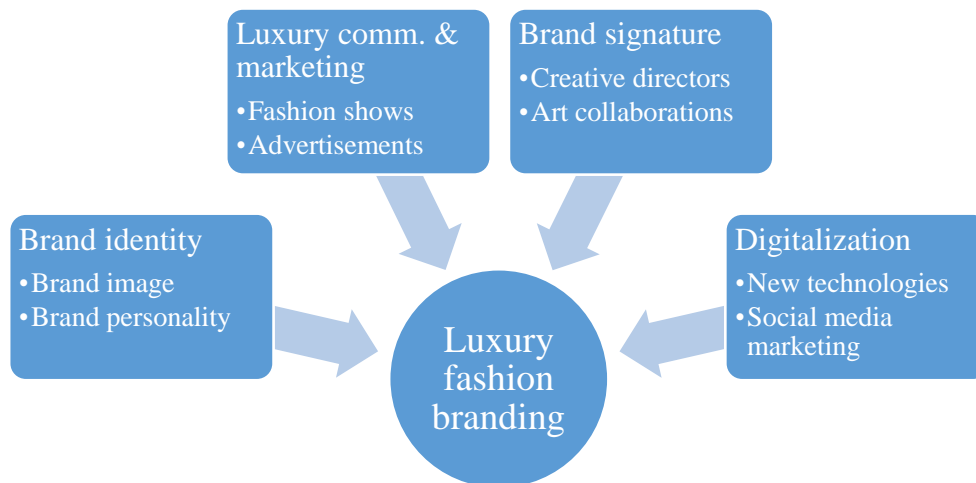 Luxury comm. &
marketing
•Fashion shows
•Advertisements
Brand signature
•Creative directors
•Art collaborations
Brand identity
•Brand image
•Brand personality
Digitalization
•New technologies
•Social media
marketing
Luxury
fashion
branding